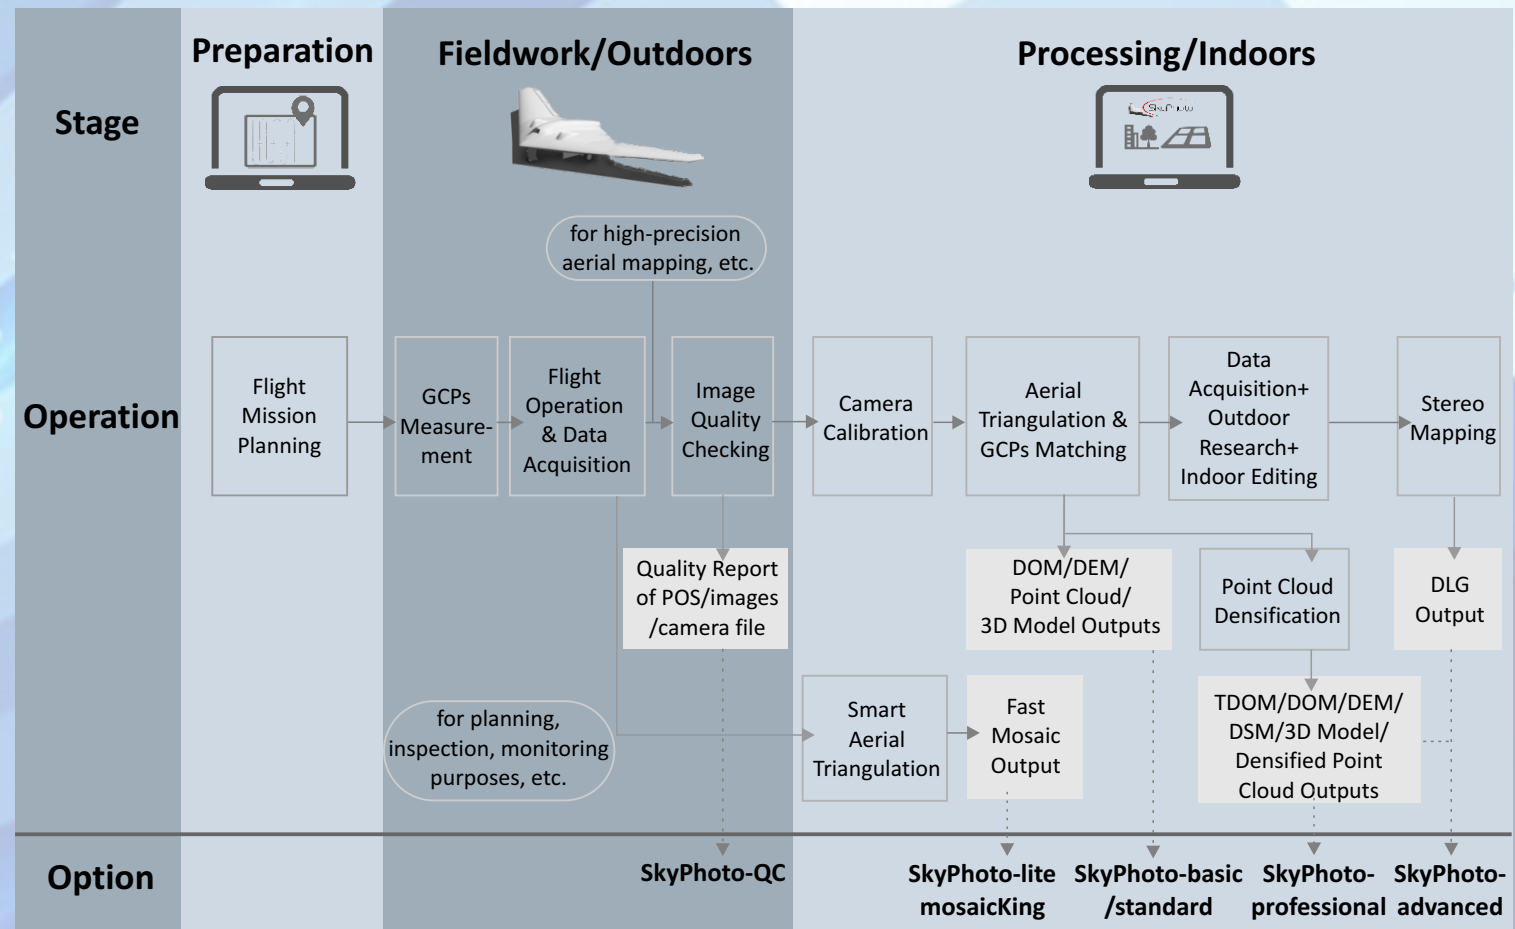 Preparation
Fieldwork/Outdoors
Processing/Indoors
Stage
SkyPhoto
for high-precision
aerial mapping, etc.
Operation
Flight
Mission
Planning
GCPs
Measure-
ment
Flight
Operation
& Data
Acquisition
Image
Quality
Checking
Camera
Calibration
Aerial
Triangulation &
GCPs Matching
Data
Acquisition+
Outdoor
Research+
Indoor Editing
Stereo
Mapping
Quality Report
of POS/images
/camera file
DOM/DEM/
Point Cloud/
3D Model Outputs
Point Cloud
Densification
DLG
Output
for planning,
inspection, monitoring
purposes, etc.
Smart
Aerial
Triangulation
Fast
Mosaic
Output
TDOM/DOM/DEM/
DSM/3D Model/
Densified Point
Cloud Outputs
Option
SkyPhoto-QC
SkyPhoto-lite
mosaicKing
SkyPhoto-basic
/standard
SkyPhoto-
professional
SkyPhoto-
advanced